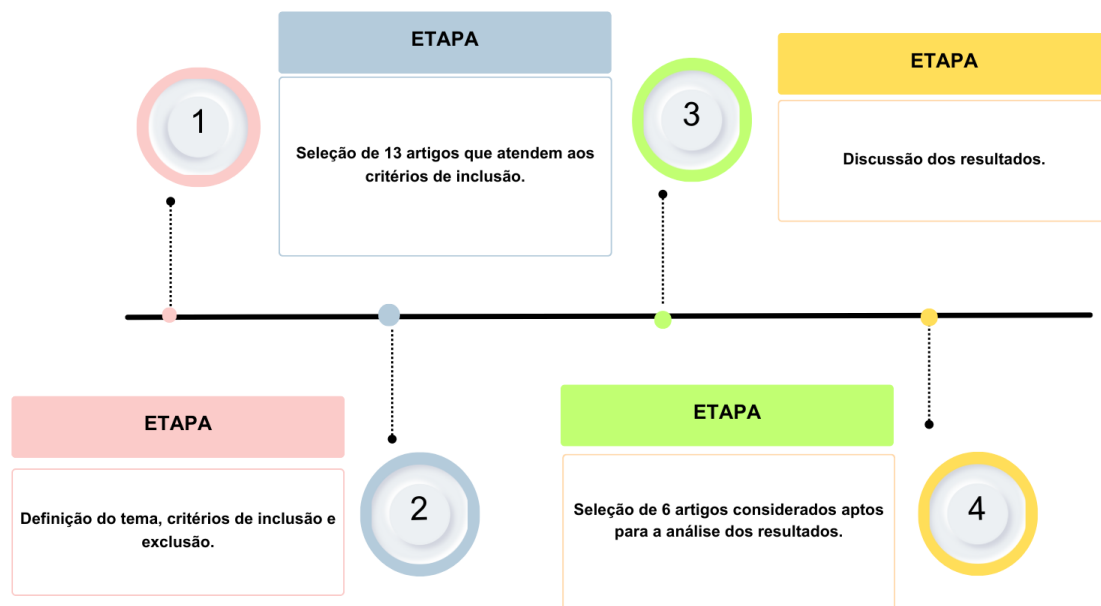 1
ETAPA
Definição do tema, critérios de inclusão e
exclusão.
2
ETAPA
Seleção de 13 artigos que atendem aos
critérios de inclusão.
3
ETAPA
Seleção de 6 artigos considerados aptos
para a análise dos resultados.
4
ETAPA
Discussão dos resultados.